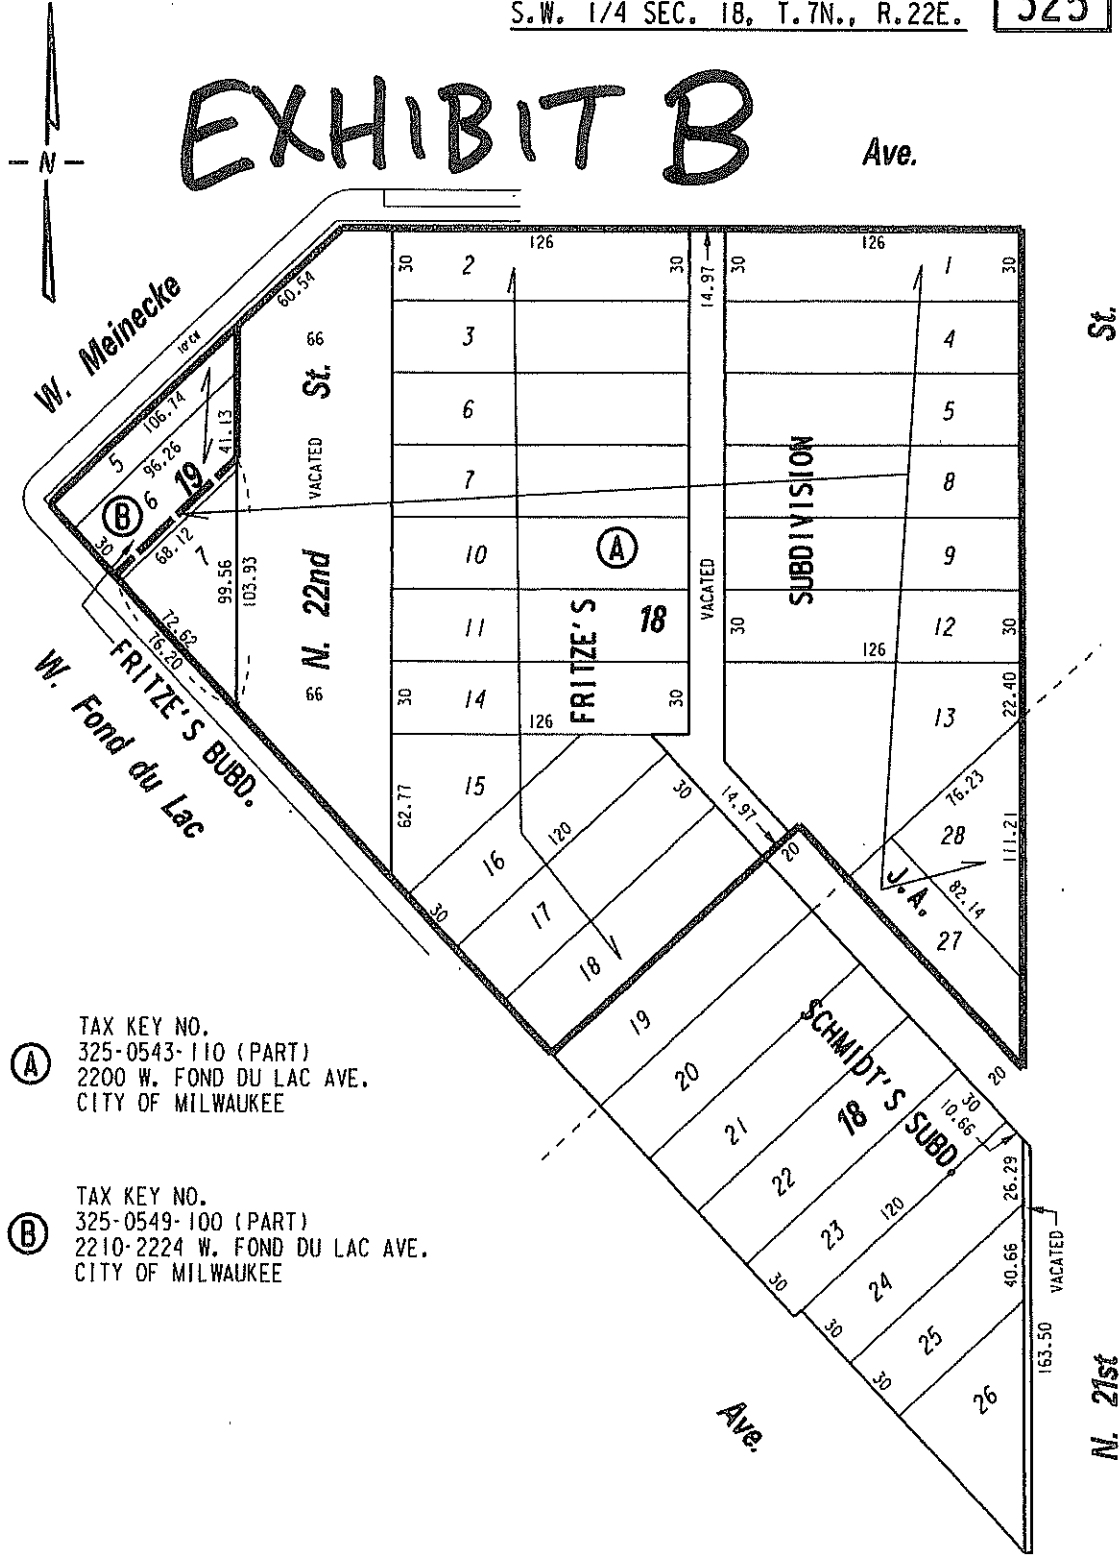 S.W. 1/4 SEC. 18, T.7N., R.22E.
325
EXHIBIT B
- N -
Ave.
W. Meinecke
St.
126
126
30
2
30
14.97
30
1
30
60.54
10' CH
66
3
4
St.
106.74
41.13
6
5
5
96.26
VACATED
SUBDIVISION
6
19
7
8
B
30
68.12
7
A
10
9
99.56
103.93
N. 22nd
VACATED
72.62
76.20
11
FRITZE'S
18
30
12
30
126
FRITZE'S BUBD.
W. Fond du Lac
66
30
14
126
30
13
22.40
62.77
15
30
14.97
76.23
16
120
20
28
111.21
J.A.
82.14
30
17
27
18
19
SCHMIDT'S SUBD.
18
20
20
30
10.66
21
26.29
22
VACATED
23
120
40.66
30
24
30
25
163.50
30
26
Ave.
N. 21st
A
TAX KEY NO.
325-0543-110 (PART)
2200 W. FOND DU LAC AVE.
CITY OF MILWAUKEE
B
TAX KEY NO.
325-0549-100 (PART)
2210-2224 W. FOND DU LAC AVE.
CITY OF MILWAUKEE